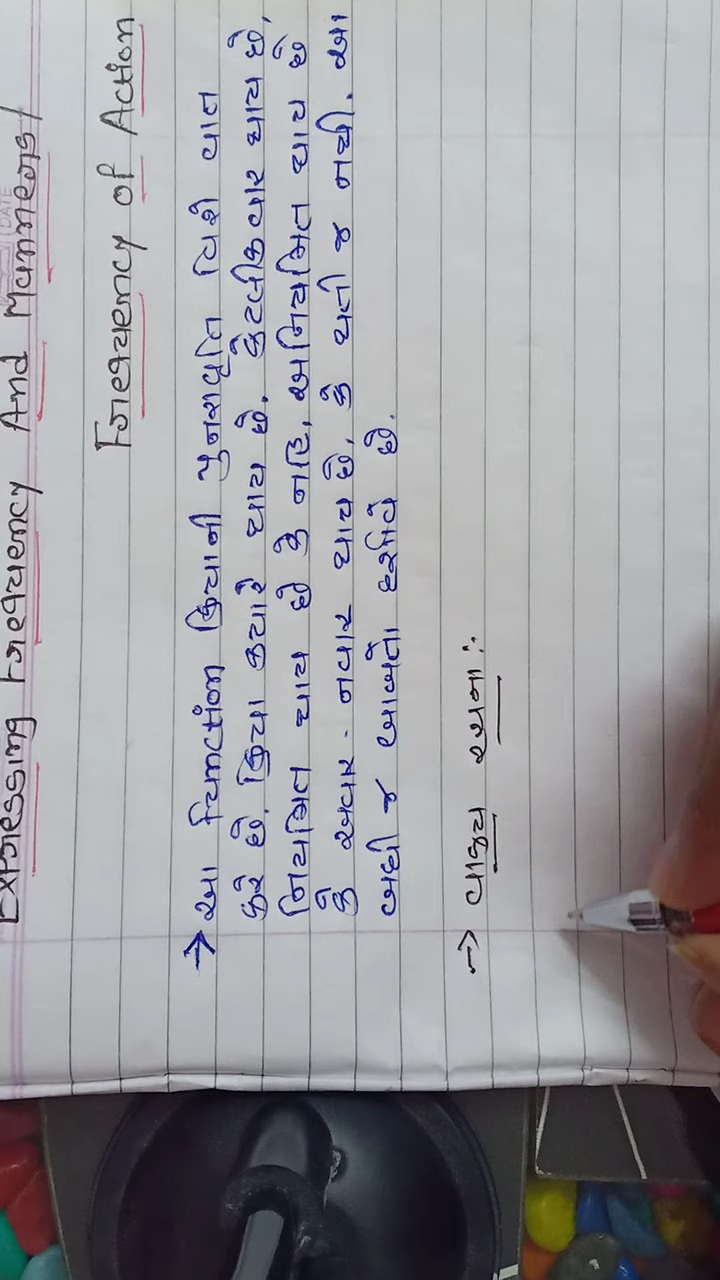 Expressing Frequency And Manners/
Frequency of Action
→ આ Function ક્રિયાની પુનરાવૃતિ વિશે વાત
કરે છે. ક્રિયા ક્યારે થાય છે. કેટલીકવાર થાય છે,
નિયમિત થાય છે કે નહિ, અનિયમિત થાય છે
કે અવાર - નવાર થાય છે, કે થતી જ નથી. આ
બધી જ બાબતો દર્શાવે છે.
→ વાક્ય રચના :-